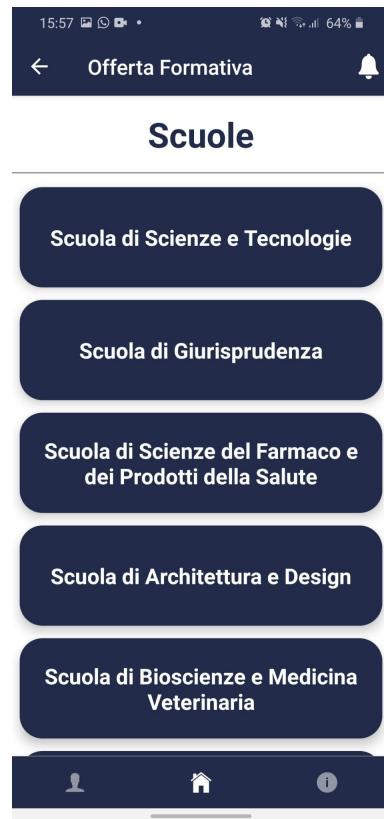 15:57 64%
Offerta Formativa
Scuole
Scuola di Scienze e Tecnologie
Scuola di Giurisprudenza
Scuola di Scienze del Farmaco e
dei Prodotti della Salute
Scuola di Architettura e Design
Scuola di Bioscienze e Medicina
Veterinaria